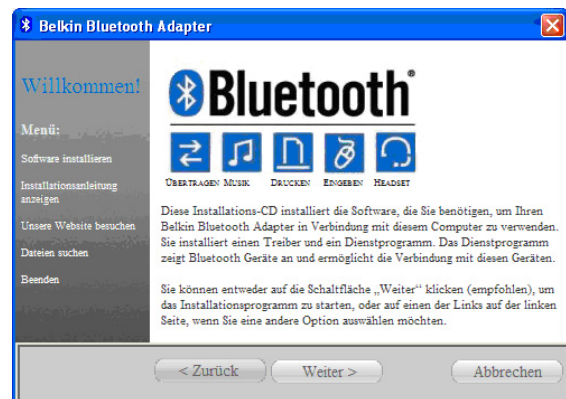 Belkin Bluetooth Adapter
Willkommen!
Menü:
Software installieren
Installationsanleitung
anzeigen
Unsere Website besuchen
Dateien suchen
Beenden
Bluetooth®
ÜBERTRAGEN MUSIK DRUCKEN EINGEBEN HEADSET
Diese Installations-CD installiert die Software, die Sie benötigen, um Ihren
Belkin Bluetooth Adapter in Verbindung mit diesem Computer zu verwenden.
Sie installiert einen Treiber und ein Dienstprogramm. Das Dienstprogramm
zeigt Bluetooth Geräte an und ermöglicht die Verbindung mit diesen Geräten.
Sie können entweder auf die Schaltfläche „Weiter“ klicken (empfohlen), um
das Installationsprogramm zu starten, oder auf einen der Links auf der linken
Seite, wenn Sie eine andere Option auswählen möchten.
< Zurück Weiter > Abbrechen